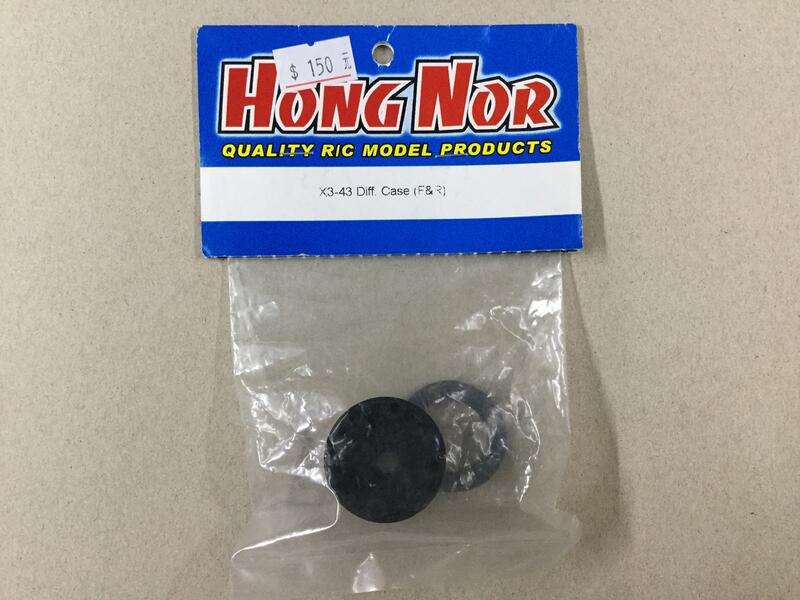 $ 150 元
HONG NOR
QUALITY R/C MODEL PRODUCTS
X3-43 Diff. Case (F&R)